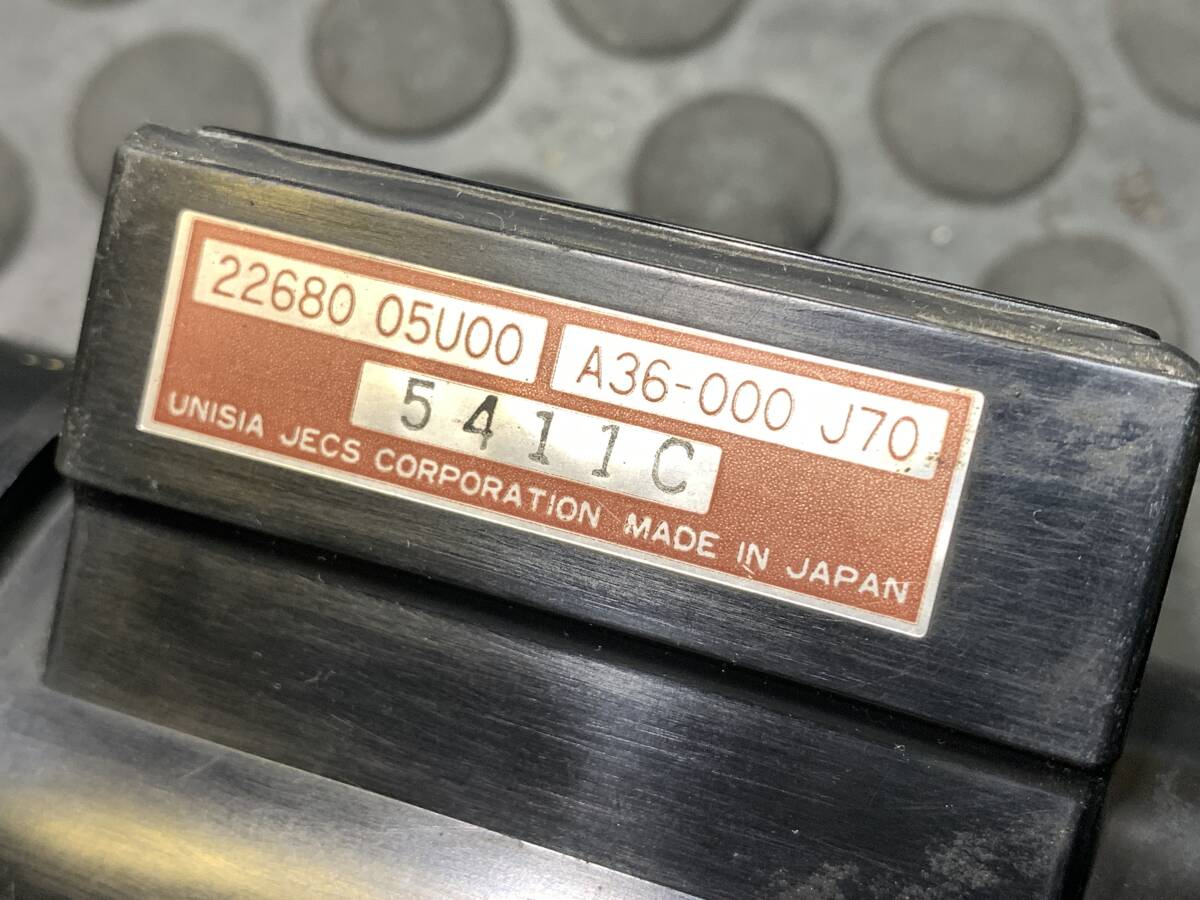 22680 05U00 A36-000 J70
5411C
UNISIA JECS CORPORATION MADE IN JAPAN